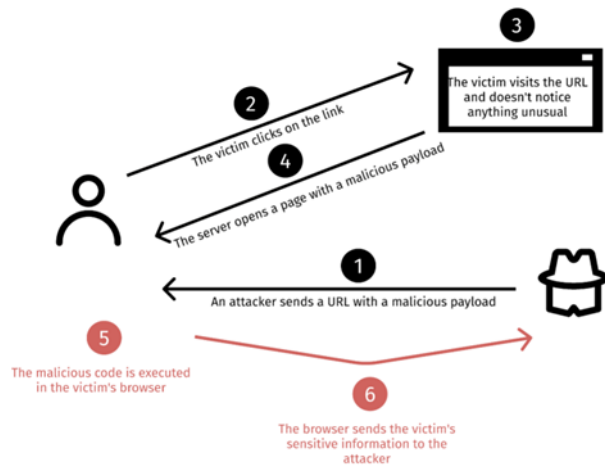 3
The victim visits the URL
and doesn't notice
anything unusual
2
The victim clicks on the link
4
The server opens a page with a malicious payload
1
An attacker sends a URL with a malicious payload
5
The malicious code is executed
in the victim's browser
6
The browser sends the victim's
sensitive information to the
attacker